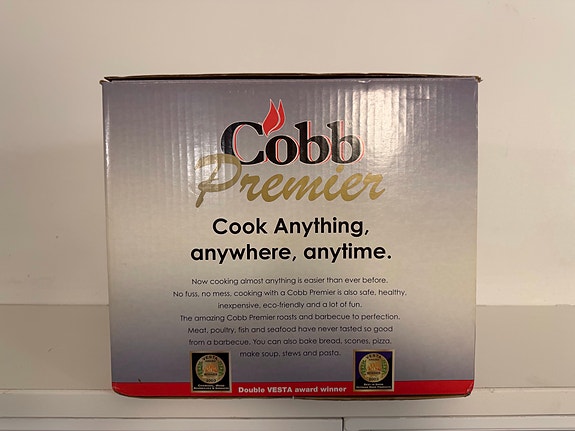 Cobb
Premier
Cook Anything,
anywhere, anytime.
Now cooking almost anything is easier than ever before.
No fuss, no mess, cooking with a Cobb Premier is also safe, healthy,
inexpensive, eco-friendly and a lot of fun.
The amazing Cobb Premier roasts and barbecue to perfection.
Meat, poultry, fish and seafood have never tasted so good
from a barbecue. You can also bake bread, scones, pizza,
make soup, stews and pasta.
Double VESTA award winner